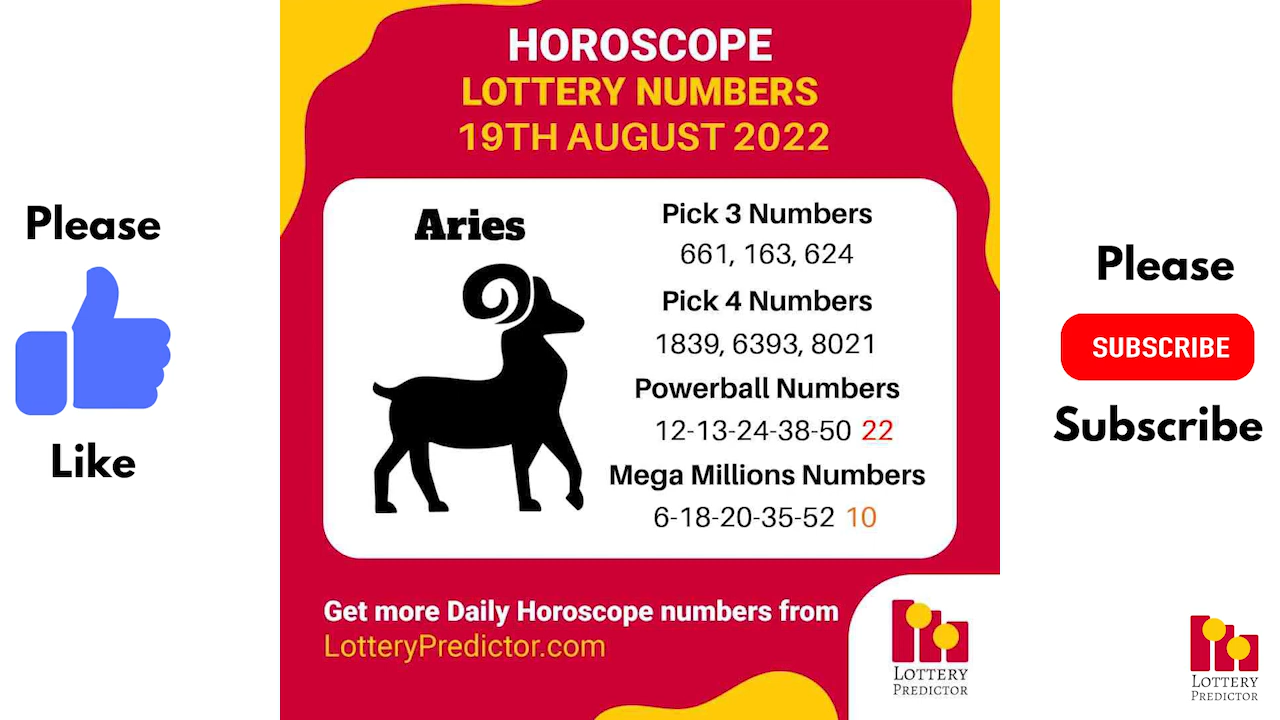 HOROSCOPE
LOTTERY NUMBERS
19TH AUGUST 2022
Please
Like
Aries
Pick 3 Numbers
661, 163, 624
Pick 4 Numbers
1839, 6393, 8021
Powerball Numbers
12-13-24-38-50 22
Mega Millions Numbers
6-18-20-35-52 10
Please
SUBSCRIBE
Subscribe
Get more Daily Horoscope numbers from
LotteryPredictor.com
LOTTERY
PREDICTOR
LOTTERY
PREDICTOR